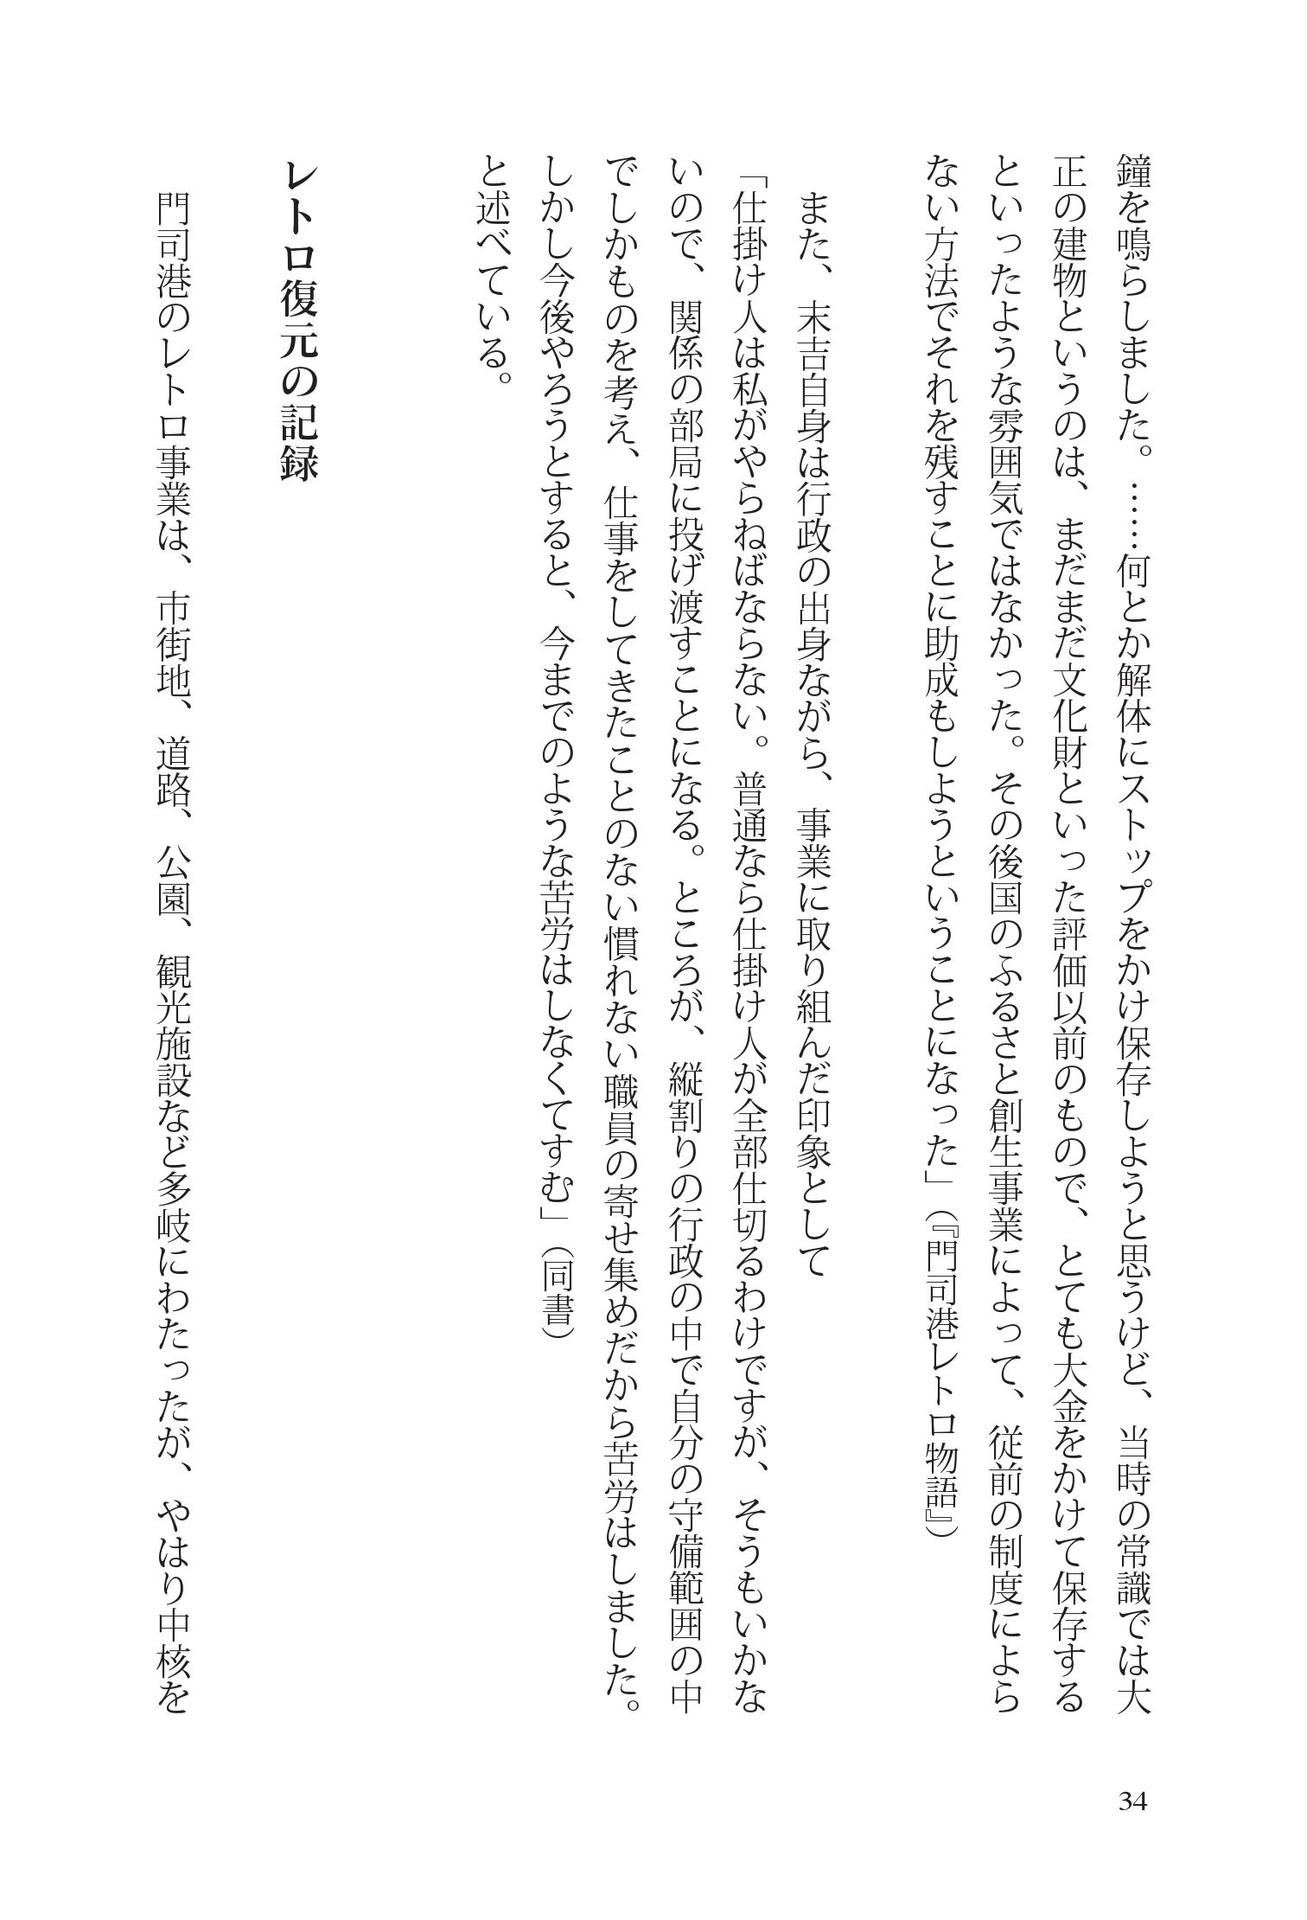 鐘を鳴らしました。……何とか解体にストップをかけ保存しようと思うけど、当時の常識では大
正の建物というのは、まだまだ文化財といった評価以前のもので、とても大金をかけて保存する
といったような雰囲気ではなかった。その後国のふるさと創生事業によって、従前の制度によら
ない方法でそれを残すことに助成もしようということになった」（『門司港レトロ物語』）
また、末吉自身は行政の出身ながら、事業に取り組んだ印象として
「仕掛け人は私がやらねばならない。普通なら仕掛け人が全部仕切るわけですが、そうもいかな
いので、関係の部局に投げ渡すことになる。ところが、縦割りの行政の中で自分の守備範囲の中
でしかものを考え、仕事をしてきたことのない慣れない職員の寄せ集めだから苦労はしました。
しかし今後やろうとすると、今までのような苦労はしなくてすむ」（同書）
と述べている。
レトロ復元の記録
門司港のレトロ事業は、市街地、道路、公園、観光施設など多岐にわたったが、やはり中核を
34